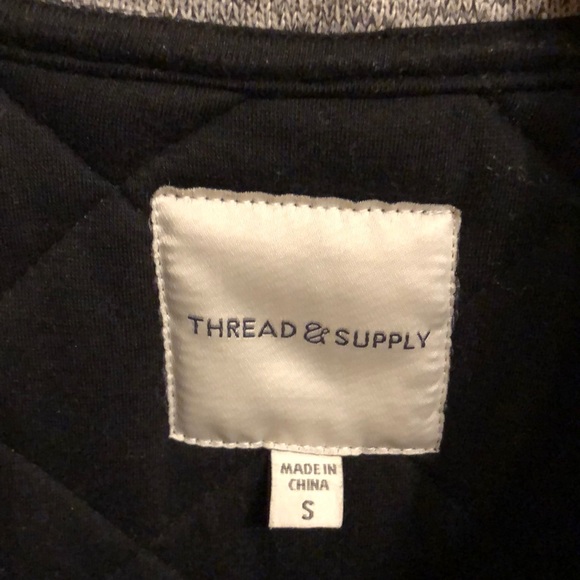 THREAD & SUPPLY
MADE IN
CHINA
S